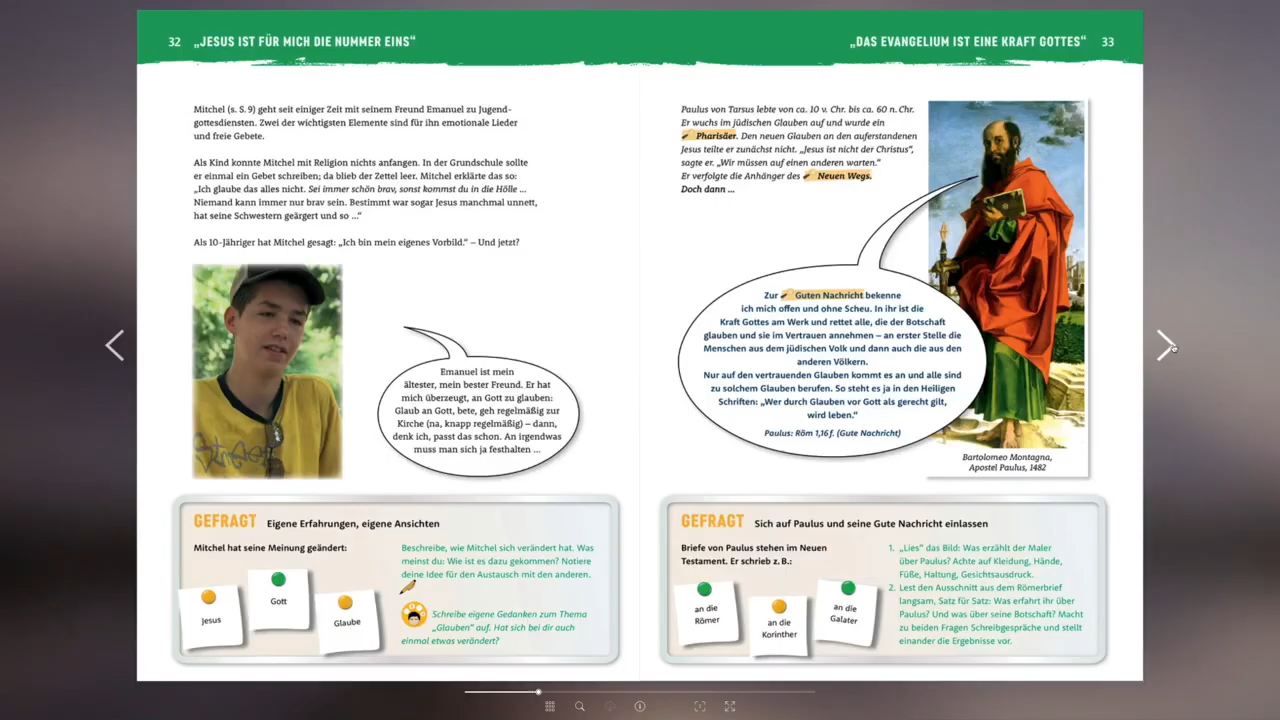 32 „JESUS IST FÜR MICH DIE NUMMER EINS“
Mitchel (s. S. 9) geht seit einiger Zeit mit seinem Freund Emanuel zu Jugend-
gottesdiensten. Zwei der wichtigsten Elemente sind für ihn emotionale Lieder
und freie Gebete.
Als Kind konnte Mitchel mit Religion nichts anfangen. In der Grundschule sollte
er einmal ein Gebet schreiben; da blieb der Zettel leer. Mitchel erklärte das so:
„Ich glaube das alles nicht. Sei immer schön brav, sonst kommst du in die Hölle ...
Niemand kann immer nur brav sein. Bestimmt war sogar Jesus manchmal unnett,
hat seine Schwestern geärgert und so ...“
Als 10-Jähriger hat Mitchel gesagt: „Ich bin mein eigenes Vorbild.“ – Und jetzt?
Emanuel ist mein
ältester, mein bester Freund. Er hat
mich überzeugt, an Gott zu glauben:
Glaub an Gott, bete, geh regelmäßig zur
Kirche (na, knapp regelmäßig) – dann,
denk ich, passt das schon. An irgendwas
muss man sich ja festhalten ...
GEFRAGT Eigene Erfahrungen, eigene Ansichten
Mitchel hat seine Meinung geändert:
Jesus
Gott
Glaube
Beschreibe, wie Mitchel sich verändert hat. Was
meinst du: Wie ist es dazu gekommen? Notiere
deine Idee für den Austausch mit den anderen.
Schreibe eigene Gedanken zum Thema
„Glauben“ auf. Hat sich bei dir auch
einmal etwas verändert?
„DAS EVANGELIUM IST EINE KRAFT GOTTES“ 33
Paulus von Tarsus lebte von ca. 10 v. Chr. bis ca. 60 n. Chr.
Er wuchs im jüdischen Glauben auf und wurde ein
Pharisäer. Den neuen Glauben an den auferstandenen
Jesus teilte er zunächst nicht. „Jesus ist nicht der Christus“,
sagte er. „Wir müssen auf einen anderen warten.“
Er verfolgte die Anhänger des Neuen Wegs.
Doch dann ...
Zur Guten Nachricht bekenne
ich mich offen und ohne Scheu. In ihr ist die
Kraft Gottes am Werk und rettet alle, die der Botschaft
glauben und sie im Vertrauen annehmen – an erster Stelle die
Menschen aus dem jüdischen Volk und dann auch die aus den
anderen Völkern.
Nur auf den vertrauenden Glauben kommt es an und alle sind
zu solchem Glauben berufen. So steht es ja in den Heiligen
Schriften: „Wer durch Glauben vor Gott als gerecht gilt,
wird leben.“
Paulus: Röm 1,16f. (Gute Nachricht)
Bartolomeo Montagna,
Apostel Paulus, 1482
GEFRAGT Sich auf Paulus und seine Gute Nachricht einlassen
Briefe von Paulus stehen im Neuen
Testament. Er schrieb z. B.:
an die
Römer
an die
Korinther
an die
Galater
1. „Lies“ das Bild: Was erzählt der Maler
über Paulus? Achte auf Kleidung, Hände,
Füße, Haltung, Gesichtsausdruck.
2. Lest den Ausschnitt aus dem Römerbrief
langsam, Satz für Satz: Was erfahrt ihr über
Paulus? Und was über seine Botschaft? Macht
zu beiden Fragen Schreibgespräche und stellt
einander die Ergebnisse vor.